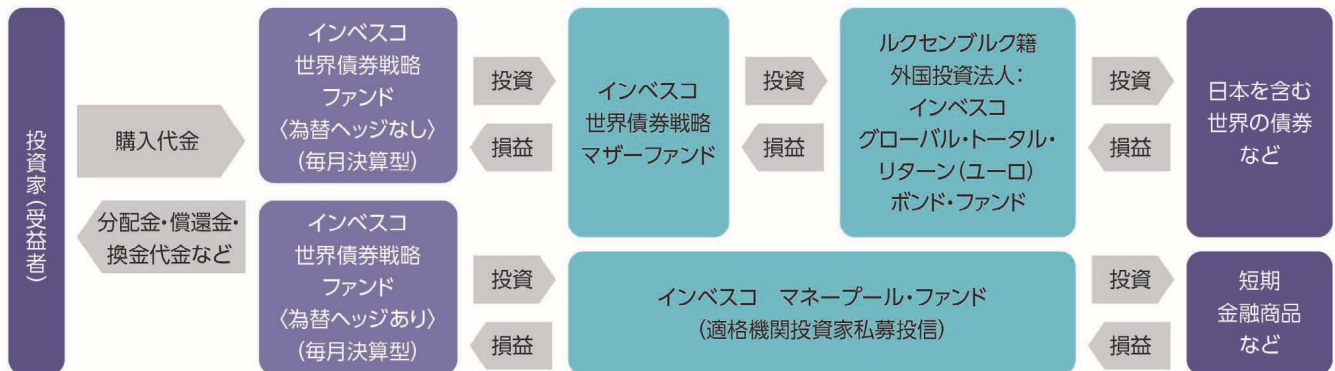 投資家(受益者)
購入代金
分配金・償還金・
換金代金など
インベスコ
世界債券戦略
ファンド
〈為替ヘッジなし〉
(毎月決算型)
投資
損益
インベスコ
世界債券戦略
マザーファンド
投資
損益
ルクセンブルク籍
外国投資法人:
インベスコ
グローバル・トータル・
リターン(ユーロ)
ボンド・ファンド
投資
損益
日本を含む
世界の債券
など
インベスコ
世界債券戦略
ファンド
〈為替ヘッジあり〉
(毎月決算型)
投資
損益
インベスコ　マネープール・ファンド
(適格機関投資家私募投信)
投資
損益
短期
金融商品
など